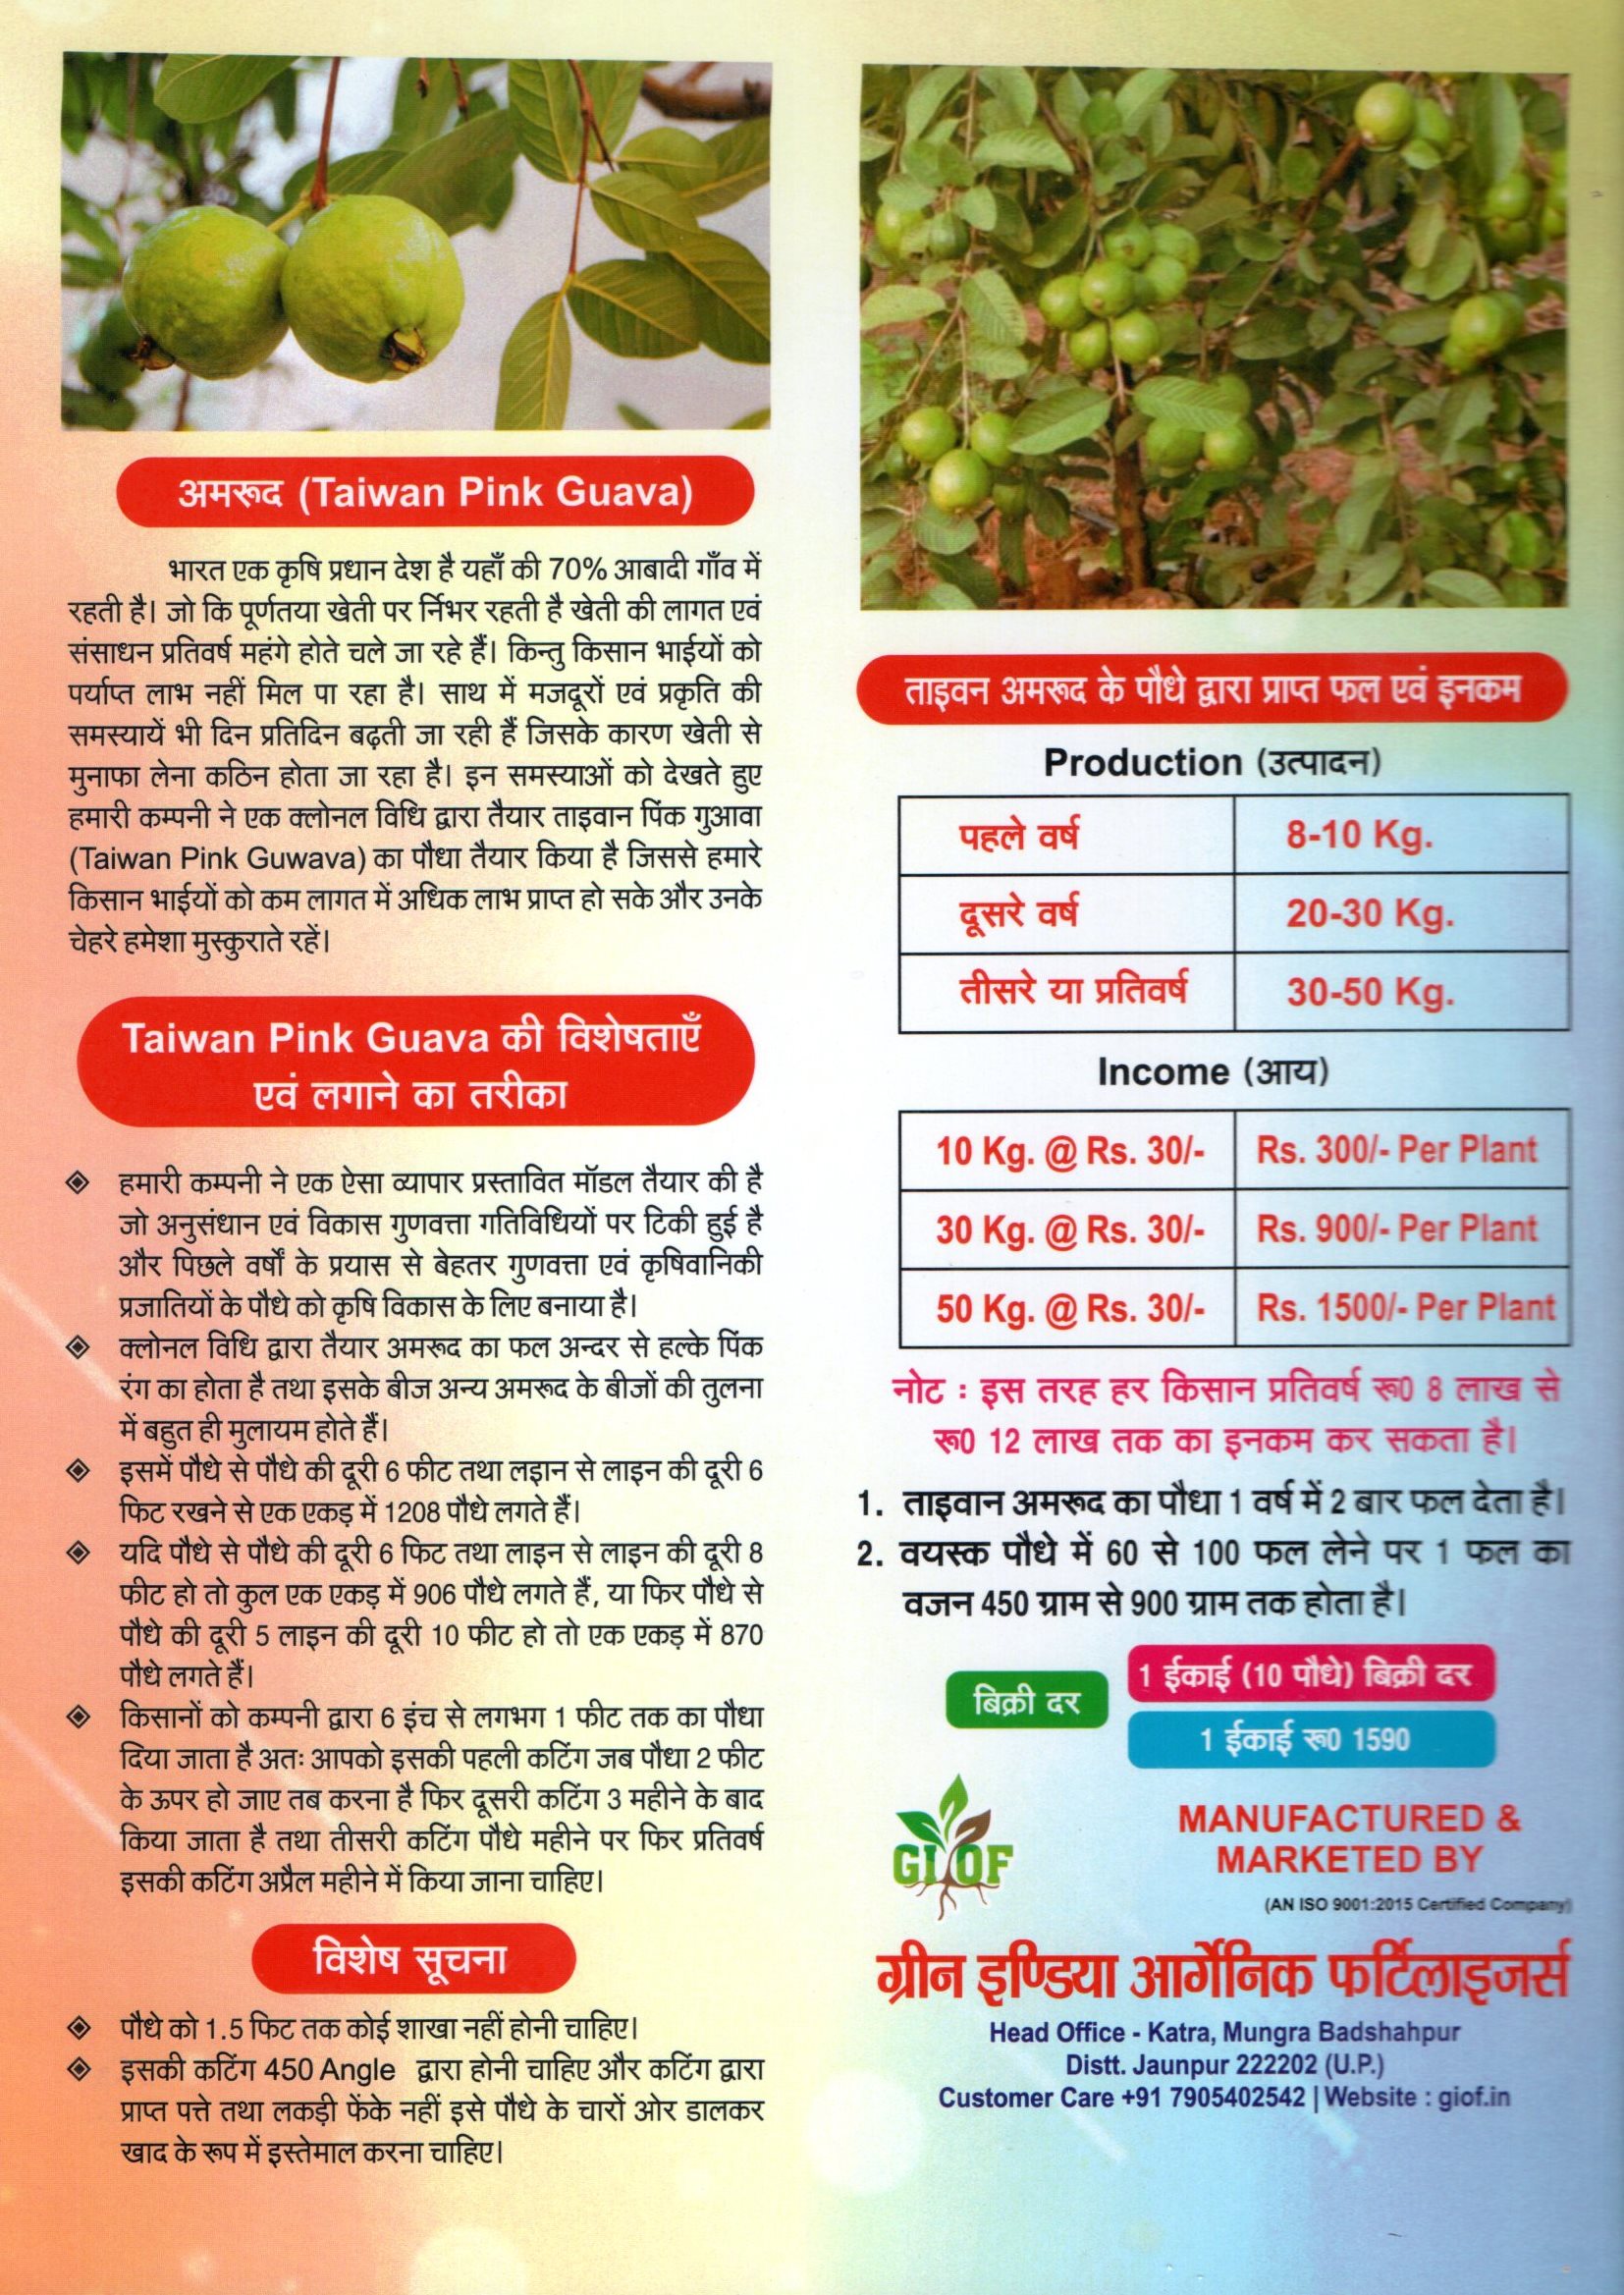 अमरूद (Taiwan Pink Guava)
भारत एक कृषि प्रधान देश है यहाँ की 70% आबादी गाँव में
रहती है। जो कि पूर्णतया खेती पर र्निभर रहती है खेती की लागत एवं
संसाधन प्रतिवर्ष महंगे होते चले जा रहे हैं। किन्तु किसान भाईयों को
पर्याप्त लाभ नहीं मिल पा रहा है। साथ में मजदूरों एवं प्रकृति की
समस्यायें भी दिन प्रतिदिन बढ़ती जा रही हैं जिसके कारण खेती से
मुनाफा लेना कठिन होता जा रहा है। इन समस्याओं को देखते हुए
हमारी कम्पनी ने एक क्लोनल विधि द्वारा तैयार ताइवान पिंक गुआवा
(Taiwan Pink Guwava) का पौधा तैयार किया है जिससे हमारे
किसान भाईयों को कम लागत में अधिक लाभ प्राप्त हो सके और उनके
चेहरे हमेशा मुस्कुराते रहें।
Taiwan Pink Guava की विशेषताएँ
एवं लगाने का तरीका
हमारी कम्पनी ने एक ऐसा व्यापार प्रस्तावित मॉडल तैयार की है
जो अनुसंधान एवं विकास गुणवत्ता गतिविधियों पर टिकी हुई है
और पिछले वर्षों के प्रयास से बेहतर गुणवत्ता एवं कृषिवानिकी
प्रजातियों के पौधे को कृषि विकास के लिए बनाया है।
क्लोनल विधि द्वारा तैयार अमरूद का फल अन्दर से हल्के पिंक
रंग का होता है तथा इसके बीज अन्य अमरूद के बीजों की तुलना
में बहुत ही मुलायम होते हैं।
इसमें पौधे से पौधे की दूरी 6 फीट तथा लइान से लाइन की दूरी 6
फिट रखने से एक एकड़ में 1208 पौधे लगते हैं।
यदि पौधे से पौधे की दूरी 6 फिट तथा लाइन से लाइन की दूरी 8
फीट हो तो कुल एक एकड़ में 906 पौधे लगते हैं, या फिर पौधे से
पौधे की दूरी 5 लाइन की दूरी 10 फीट हो तो एक एकड़ में 870
पौधे लगते हैं।
किसानों को कम्पनी द्वारा 6 इंच से लगभग 1 फीट तक का पौधा
दिया जाता है अतः आपको इसकी पहली कटिंग जब पौधा 2 फीट
के ऊपर हो जाए तब करना है फिर दूसरी कटिंग 3 महीने के बाद
किया जाता है तथा तीसरी कटिंग पौधे महीने पर फिर प्रतिवर्ष
इसकी कटिंग अप्रैल महीने में किया जाना चाहिए।
विशेष सूचना
पौधे को 1.5 फिट तक कोई शाखा नहीं होनी चाहिए।
इसकी कटिंग 450 Angle द्वारा होनी चाहिए और कटिंग द्वारा
प्राप्त पत्ते तथा लकड़ी फेंके नहीं इसे पौधे के चारों ओर डालकर
खाद के रूप में इस्तेमाल करना चाहिए।
ताइवन अमरूद के पौधे द्वारा प्राप्त फल एवं इनकम
Production (उत्पादन)
पहले वर्ष 8-10 Kg.
दूसरे वर्ष 20-30 Kg.
तीसरे या प्रतिवर्ष 30-50 Kg.
Income (आय)
10 Kg. @ Rs. 30/- Rs. 300/- Per Plant
30 Kg. @ Rs. 30/- Rs. 900/- Per Plant
50 Kg. @ Rs. 30/- Rs. 1500/- Per Plant
नोट : इस तरह हर किसान प्रतिवर्ष रू0 8 लाख से
रू0 12 लाख तक का इनकम कर सकता है।
1. ताइवान अमरूद का पौधा 1 वर्ष में 2 बार फल देता है।
2. वयस्क पौधे में 60 से 100 फल लेने पर 1 फल का
वजन 450 ग्राम से 900 ग्राम तक होता है।
बिक्री दर
1 ईकाई (10 पौधे) बिक्री दर
1 ईकाई रू0 1590
GIOF
MANUFACTURED &
MARKETED BY
(AN ISO 9001:2015 Certified Company)
ग्रीन इण्डिया आर्गेनिक फर्टिलाइजर्स
Head Office - Katra, Mungra Badshahpur
Distt. Jaunpur 222202 (U.P.)
Customer Care +91 7905402542 | Website : giof.in